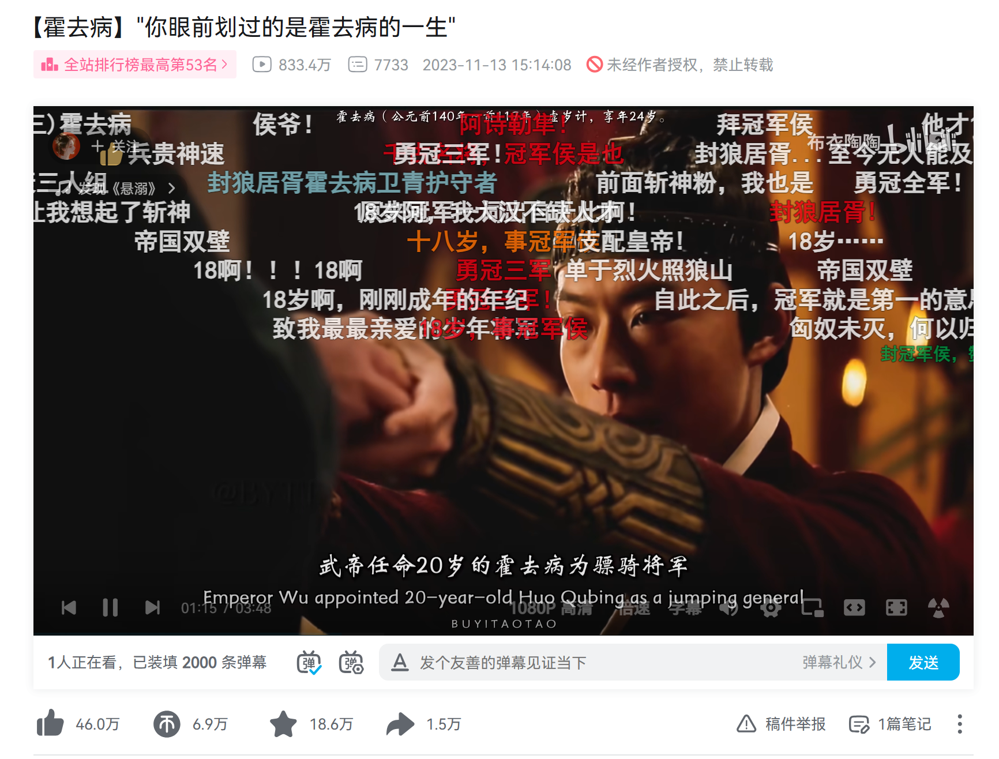 【霍去病】"你眼前划过的是霍去病的一生"
全站排行榜最高第53名 833.4万 7733 2023-11-13 15:14:08 未经作者授权，禁止转载
霍去病（公元前140年－前117年）虚岁计，享年24岁。
三）霍去病 侯爷！ 阿诗勒隼！ 拜冠军侯 他才
＋关注 兵贵神速 勇冠三军！ 冠军侯是也 封狼居胥... 至今无人能及
布衣陶陶 bilibili
三人组 发现《悬溺》 封狼居胥霍去病卫青护守者 前面斩神粉，我也是 勇冠全军！
让我想起了斩神 封狼居胥！
帝国双壁 十八岁，事冠军侯 支配皇帝！ 18岁……
18啊！！！18啊 勇冠三军 单于烈火照狼山 帝国双壁
18岁啊，刚刚成年的年纪 自此之后，冠军就是第一的意思
致我最最亲爱的少年将军 18岁，事冠军侯 匈奴未灭，何以归
封冠军侯，
武帝任命20岁的霍去病为骠骑将军
Emperor Wu appointed 20-year-old Huo Qubing as a jumping general
01:15 / 03:48 1080P 高清 倍速 字幕
BUYITAOTAO
1人正在看，已装填 2000 条弹幕 发个友善的弹幕见证当下 弹幕礼仪 发送
46.0万 6.9万 18.6万 1.5万 稿件举报 1篇笔记